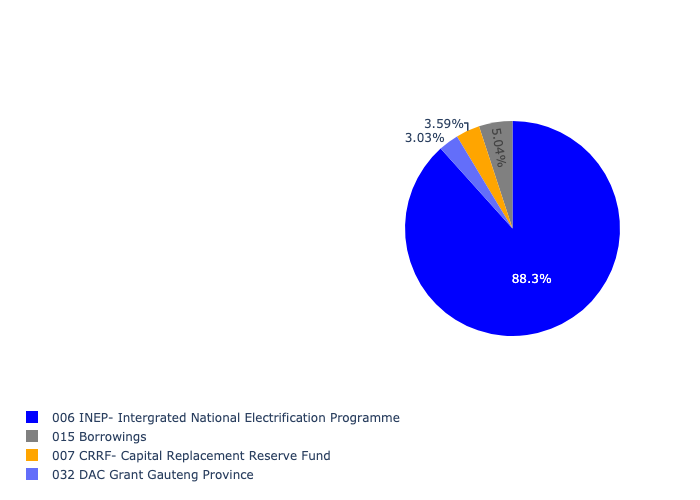 3.59%
3.03%
5.04%
88.3%
006 INEP- Intergrated National Electrification Programme
015 Borrowings
007 CRRF- Capital Replacement Reserve Fund
032 DAC Grant Gauteng Province